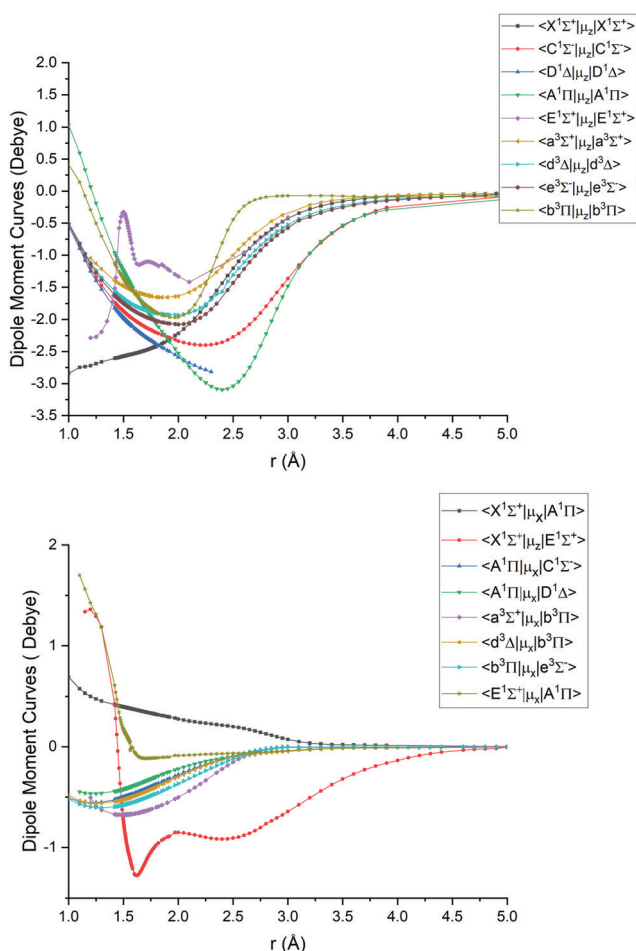 <X¹Σ⁺|μz|X¹Σ⁺>
<C¹Σ⁻|μz|C¹Σ⁻>
<D¹Δ|μz|D¹Δ>
<A¹Π|μz|A¹Π>
<E¹Σ⁺|μz|E¹Σ⁺>
<a³Σ⁺|μz|a³Σ⁺>
<d³Δ|μz|d³Δ>
<e³Σ⁻|μz|e³Σ⁻>
<b³Π|μz|b³Π>
Dipole Moment Curves (Debye)
2.0
1.5
1.0
0.5
0.0
-0.5
-1.0
-1.5
-2.0
-2.5
-3.0
-3.5
1.0 1.5 2.0 2.5 3.0 3.5 4.0 4.5 5.0
r (Å)
<X¹Σ⁺|μx|A¹Π>
<X¹Σ⁺|μz|E¹Σ⁺>
<A¹Π|μx|C¹Σ⁻>
<A¹Π|μx|D¹Δ>
<a³Σ⁺|μx|b³Π>
<d³Δ|μx|b³Π>
<b³Π|μx|e³Σ⁻>
<E¹Σ⁺|μx|A¹Π>
Dipole Moment Curves ( Debye)
2
1
0
-1
1.0 1.5 2.0 2.5 3.0 3.5 4.0 4.5 5.0
r (Å)